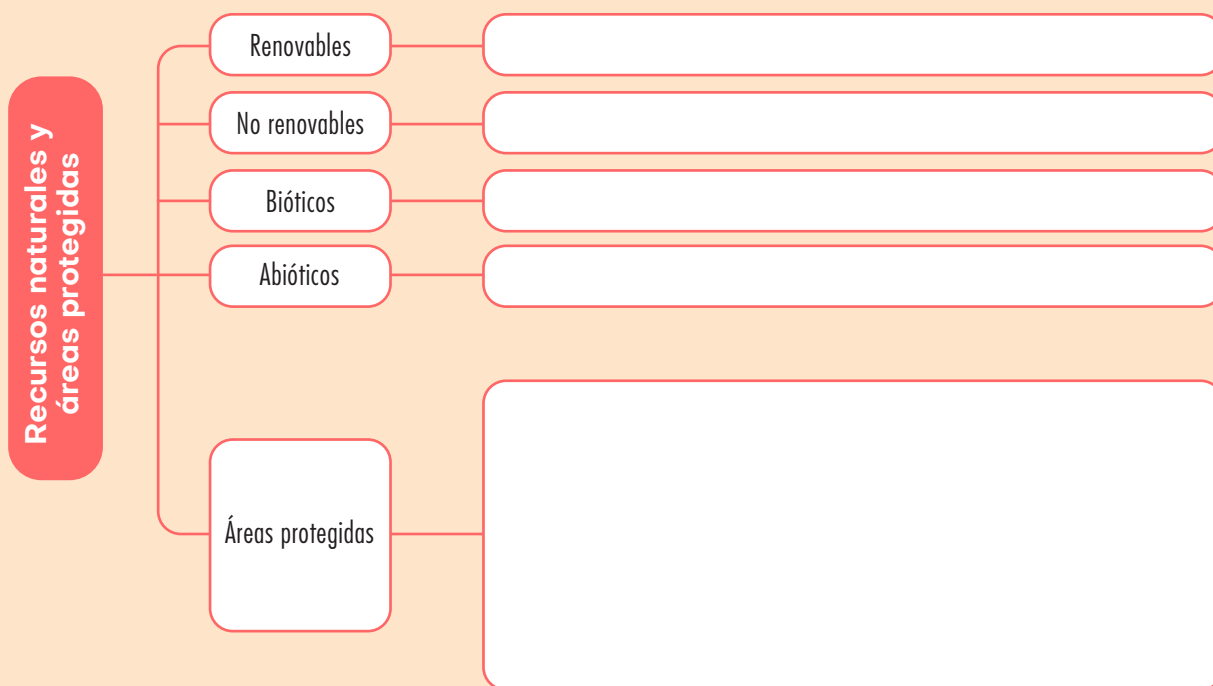 Recursos naturales y
áreas protegidas
Renovables
No renovables
Bióticos
Abióticos
Áreas protegidas